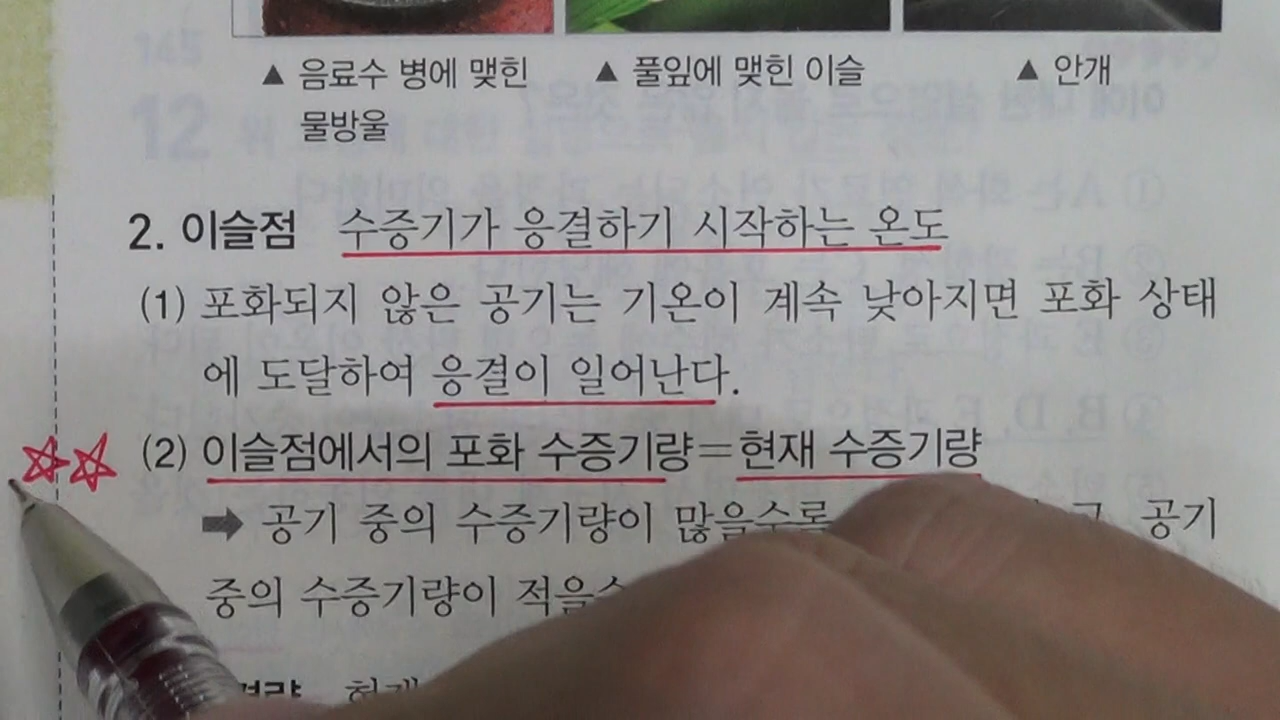 ▲ 음료수 병에 맺힌 물방울
▲ 풀잎에 맺힌 이슬
▲ 안개
2. 이슬점 수증기가 응결하기 시작하는 온도
(1) 포화되지 않은 공기는 기온이 계속 낮아지면 포화 상태
에 도달하여 응결이 일어난다.
(2) 이슬점에서의 포화 수증기량=현재 수증기량
➡ 공기 중의 수증기량이 많을수록 공기
중의 수증기량이 적을수